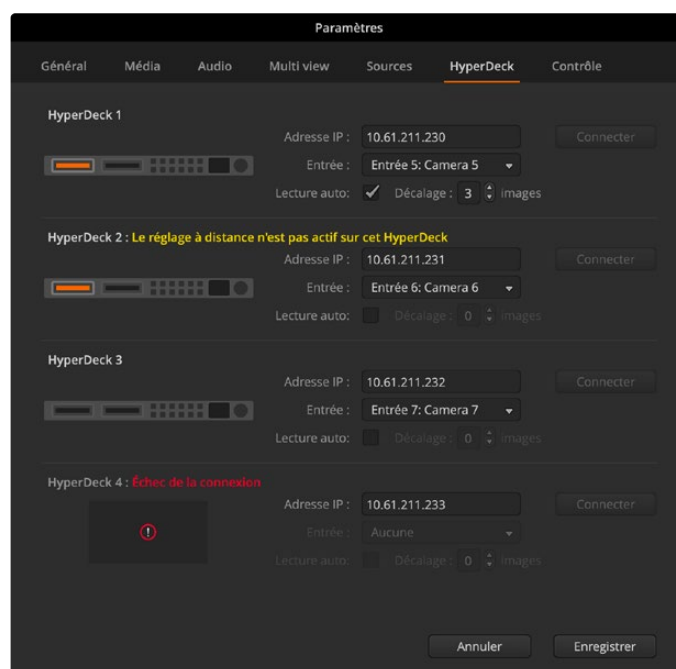 Paramètres
Général Média Audio Multi view Sources HyperDeck Contrôle
HyperDeck 1
Adresse IP : 10.61.211.230 Connecter
Entrée : Entrée 5: Camera 5
Lecture auto: Décalage : 3 images
HyperDeck 2 : Le réglage à distance n'est pas actif sur cet HyperDeck
Adresse IP : 10.61.211.231 Connecter
Entrée : Entrée 6: Camera 6
Lecture auto: Décalage : 0 images
HyperDeck 3
Adresse IP : 10.61.211.232 Connecter
Entrée : Entrée 7: Camera 7
Lecture auto: Décalage : 0 images
HyperDeck 4 : Échec de la connexion
Adresse IP : 10.61.211.233 Connecter
Entrée : Aucune
Lecture auto: Décalage : 0 images
Annuler Enregistrer